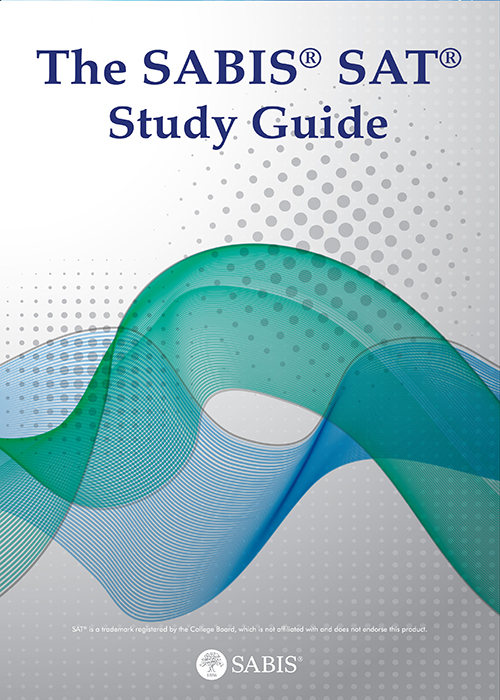 The SABIS® SAT®
Study Guide
SAT® is a trademark registered by the College Board, which is not affiliated with and does not endorse this product.
1886
SABIS®